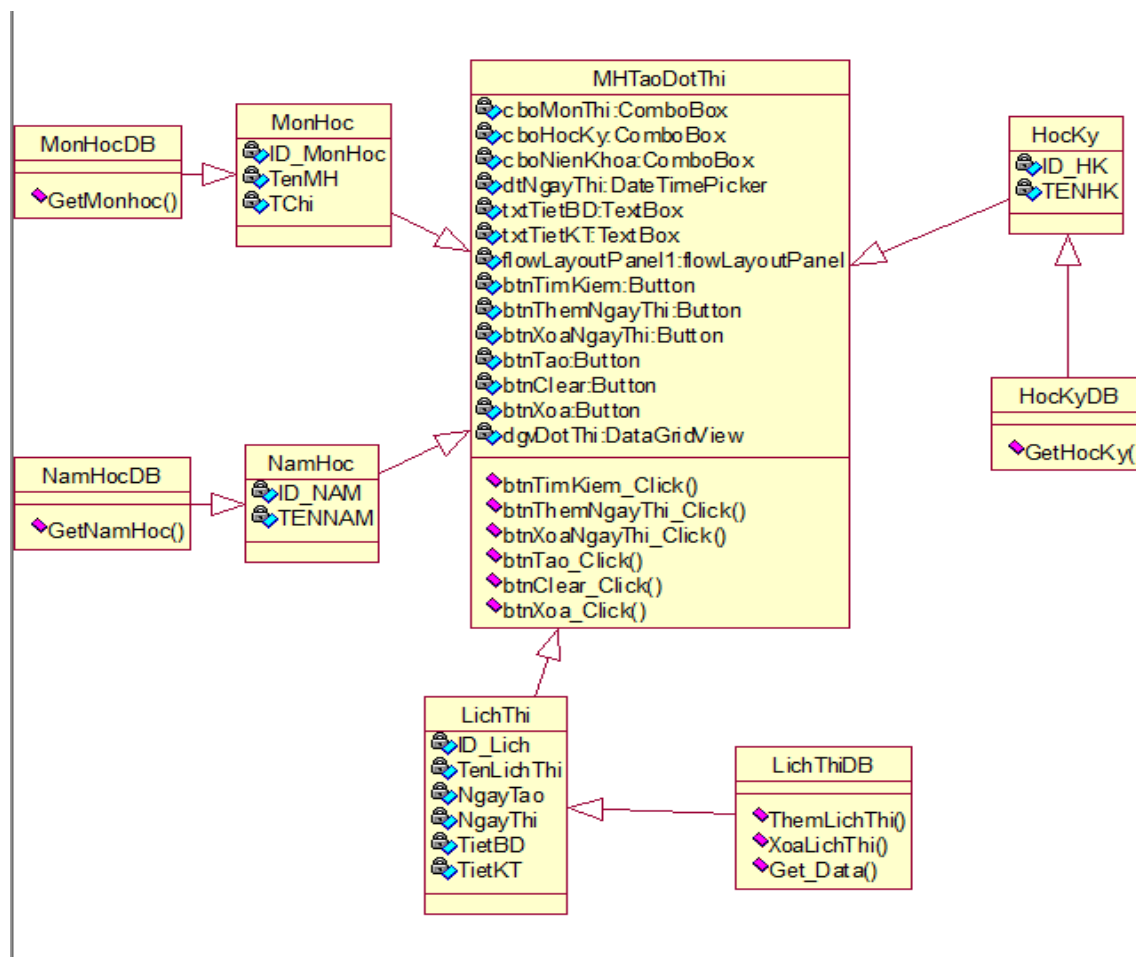 MHTaoDotThi
cboMonThi:ComboBox
cboHocKy:ComboBox
cboNienKhoa:ComboBox
dtNgayThi:DateTimePicker
txtTietBD:TextBox
txtTietKT:TextBox
flowLayoutPanel1:flowLayoutPanel
btnTimKiem:Button
btnThemNgayThi:Button
btnXoaNgayThi:Button
btnTao:Button
btnClear:Button
btnXoa:Button
dgvDotThi:DataGridView
btnTimKiem_Click()
btnThemNgayThi_Click()
btnXoaNgayThi_Click()
btnTao_Click()
btnClear_Click()
btnXoa_Click()
MonHocDB
GetMonhoc()
MonHoc
ID_MonHoc
TenMH
TChi
HocKy
ID_HK
TENHK
HocKyDB
GetHocKy(
NamHocDB
GetNamHoc()
NamHoc
ID_NAM
TENNAM
LichThi
ID_Lich
TenLichThi
NgayTao
NgayThi
TietBD
TietKT
LichThiDB
ThemLichThi()
XoaLichThi()
Get_Data()